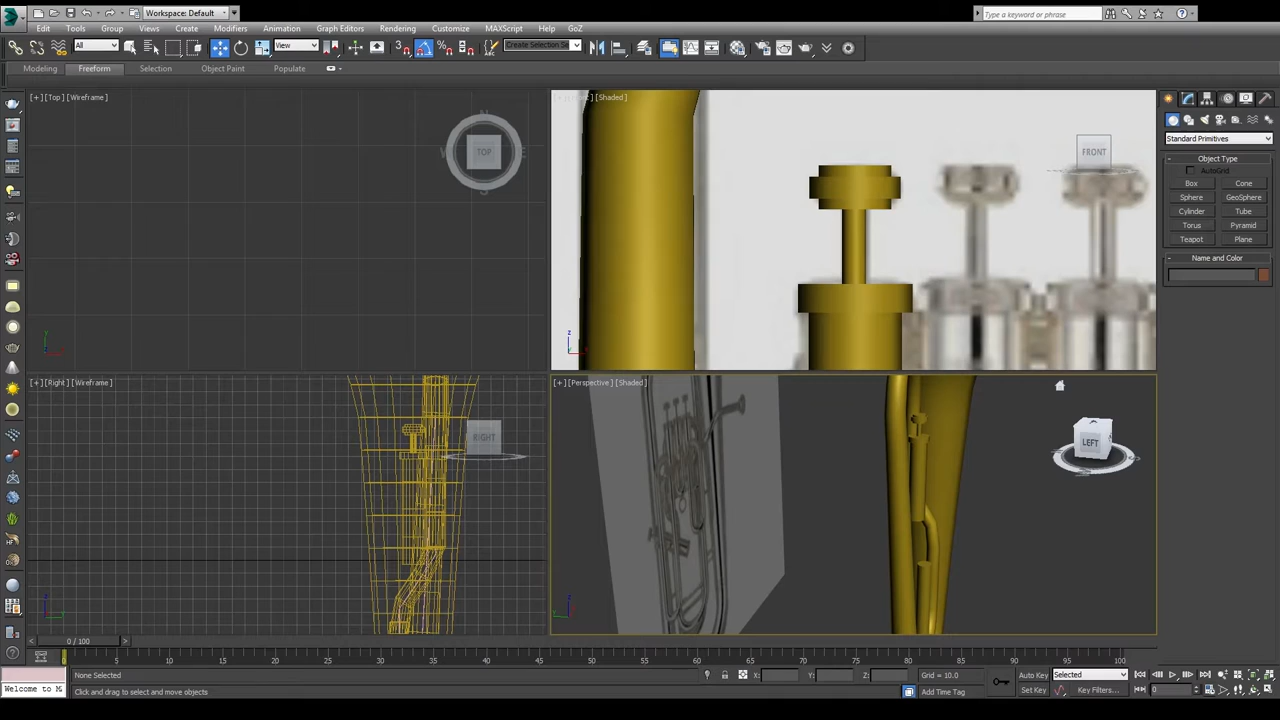 Workspace: Default
Type a keyword or phrase
Edit Tools Group Views Create Modifiers Animation Graph Editors Rendering Customize MAXScript Help GoZ
All
View
Create Selection Se
Modeling Freeform Selection Object Paint Populate
[+] [Top] [Wireframe]
[Shaded]
TOP
FRONT
Standard Primitives
- Object Type
AutoGrid
Box Cone
Sphere GeoSphere
Cylinder Tube
Torus Pyramid
Teapot Plane
- Name and Color
[+] [Right] [Wireframe]
[+] [Perspective] [Shaded]
RIGHT
LEFT
0 / 100
0 5 10 15 20 25 30 35 40 45 50 55 60 65 70 75 80 85 90 95 100
None Selected
X: Y: Z: Grid = 10.0
Auto Key Selected
Welcome to M
Click and drag to select and move objects
Add Time Tag
Set Key Key Filters... 0